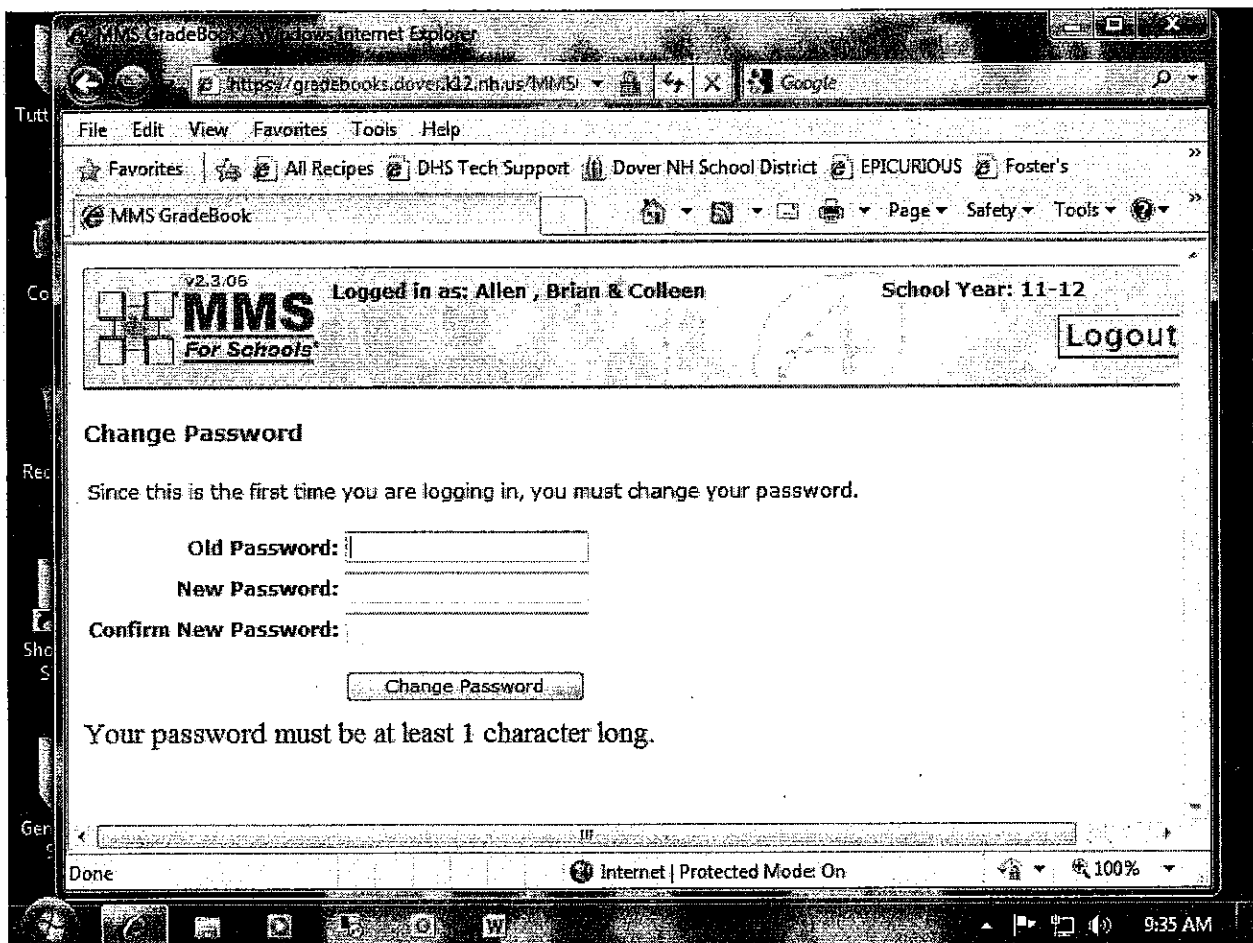 MMS GradeBook - Windows Internet Explorer
https://gradebooks.dover.k12.nh.us/MMS
Google
Tutt
File Edit View Favorites Tools Help
Favorites All Recipes DHS Tech Support Dover NH School District EPICURIOUS Foster's
MMS GradeBook
Page Safety Tools
Co
v2.3.06
MMS
For Schools
Logged in as: Allen , Brian & Colleen
School Year: 11-12
Logout
Change Password
Rec
Since this is the first time you are logging in, you must change your password.
Old Password:
New Password:
Confirm New Password:
Sho
S
Change Password
Your password must be at least 1 character long.
Gen
S
Done
Internet | Protected Mode: On
100%
9:35 AM